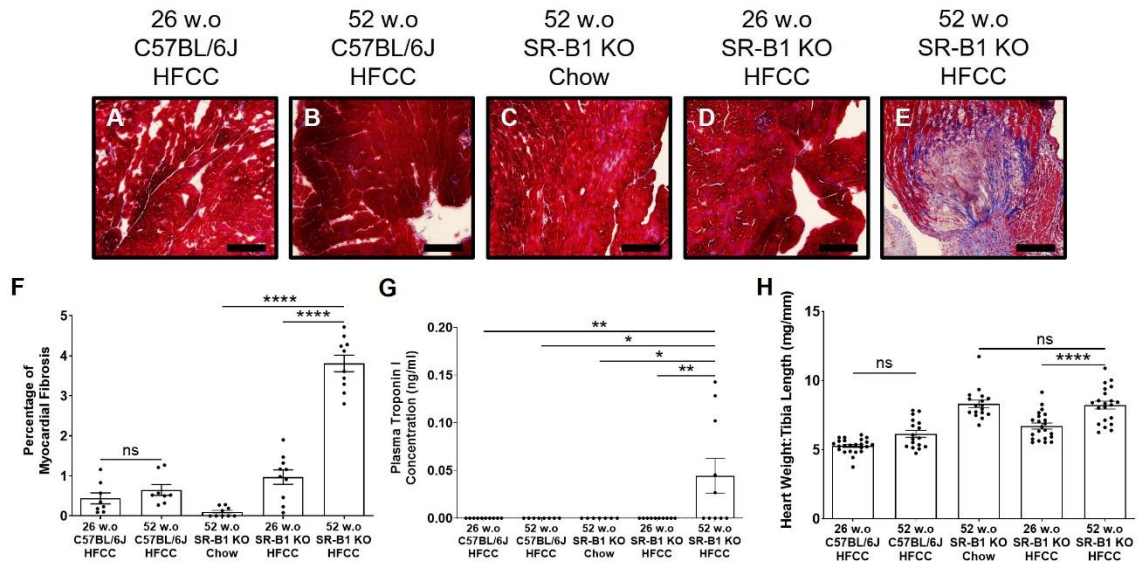 26 w.o
C57BL/6J
HFCC
52 w.o
C57BL/6J
HFCC
52 w.o
SR-B1 KO
Chow
26 w.o
SR-B1 KO
HFCC
52 w.o
SR-B1 KO
HFCC
A
B
C
D
E
F
Percentage of
Myocardial Fibrosis
5
4
3
2
1
0
ns
****
****
26 w.o
C57BL/6J
HFCC
52 w.o
C57BL/6J
HFCC
52 w.o
SR-B1 KO
Chow
26 w.o
SR-B1 KO
HFCC
52 w.o
SR-B1 KO
HFCC
G
Plasma Troponin I
Concentration (ng/ml)
0.20
0.15
0.10
0.05
0.00
**
*
*
**
26 w.o
C57BL/6J
HFCC
52 w.o
C57BL/6J
HFCC
52 w.o
SR-B1 KO
Chow
26 w.o
SR-B1 KO
HFCC
52 w.o
SR-B1 KO
HFCC
H
Heart Weight:Tibia Length (mg/mm)
15
10
5
0
ns
ns
****
26 w.o
C57BL/6J
HFCC
52 w.o
C57BL/6J
HFCC
52 w.o
SR-B1 KO
Chow
26 w.o
SR-B1 KO
HFCC
52 w.o
SR-B1 KO
HFCC